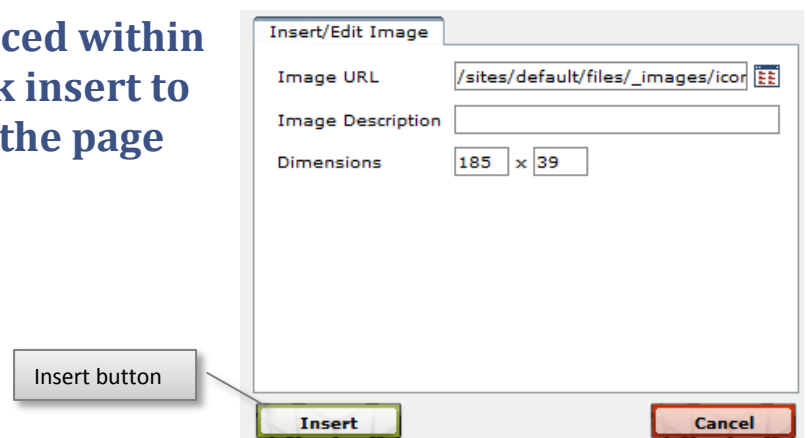 ced within
k insert to
the page
Insert/Edit Image
Image URL /sites/default/files/_images/icor
Image Description
Dimensions 185 x 39
Insert button
Insert Cancel